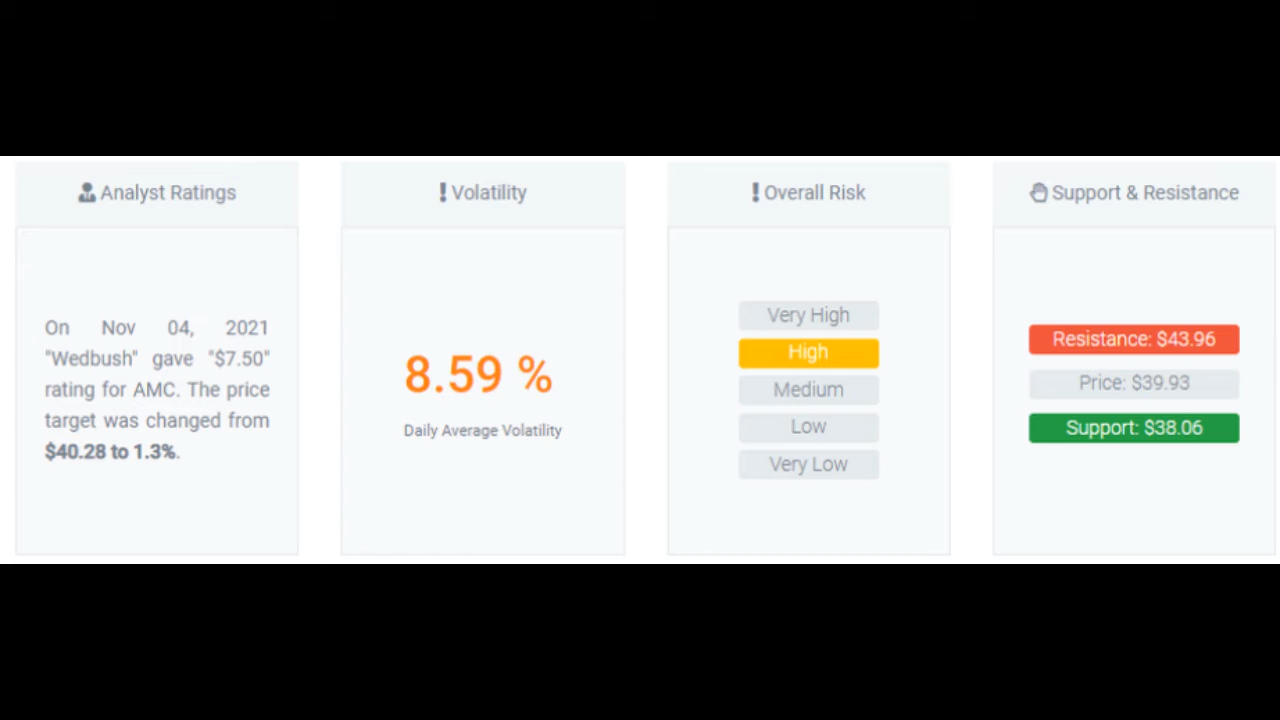 Analyst Ratings
On Nov 04, 2021
"Wedbush" gave "$7.50"
rating for AMC. The price
target was changed from
$40.28 to 1.3%.
Volatility
8.59 %
Daily Average Volatility
Overall Risk
Very High
High
Medium
Low
Very Low
Support & Resistance
Resistance: $43.96
Price: $39.93
Support: $38.06